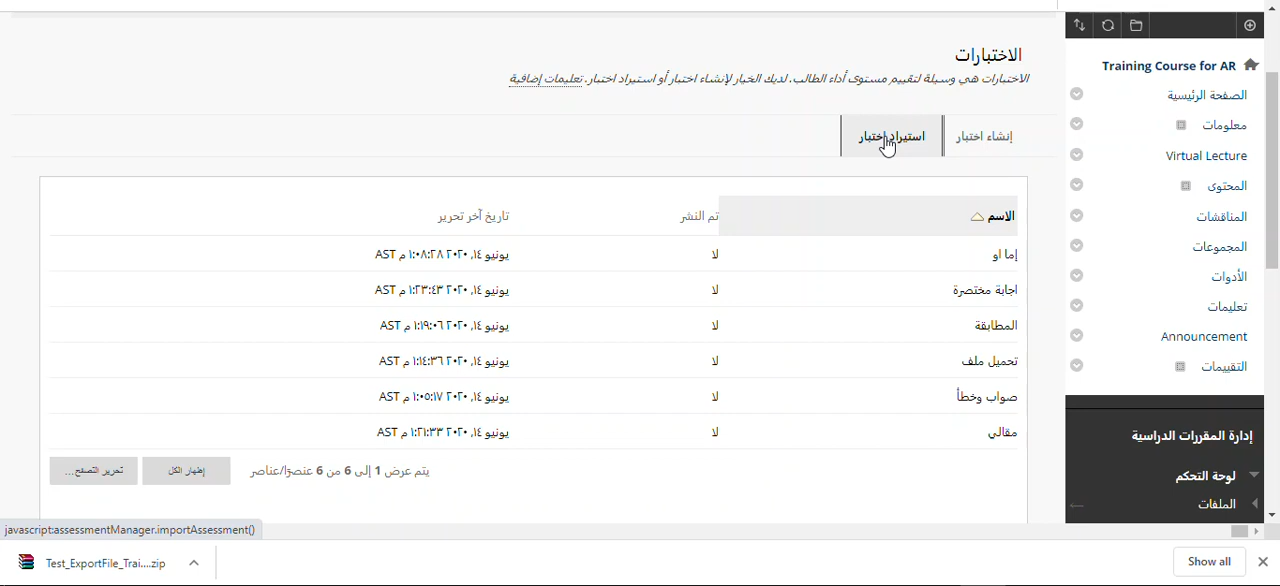 الاختبارات
الاختبارات هي وسيلة لتقييم مستوى أداء الطالب. لديك الخيار لإنشاء اختبار أو استيراد اختبار. تعليمات إضافية
إنشاء اختبار
استيراد اختبار
الاسم تم النشر تاريخ آخر تحرير
إما او لا يونيو ١٤, ٢٠٢٠ ١:٠٨:٢٨ م AST
اجابة مختصرة لا يونيو ١٤, ٢٠٢٠ ١:٢٣:٤٣ م AST
المطابقة لا يونيو ١٤, ٢٠٢٠ ١:١٩:٠٦ م AST
تحميل ملف لا يونيو ١٤, ٢٠٢٠ ١:١٤:٣٦ م AST
صواب وخطأ لا يونيو ١٤, ٢٠٢٠ ١:٠٥:١٧ م AST
مقالي لا يونيو ١٤, ٢٠٢٠ ١:٢١:٣٣ م AST
يتم عرض 1 إلى 6 من 6 عنصرًا/عناصر إظهار الكل تحرير التصفح...
Training Course for AR
الصفحة الرئيسية
معلومات
Virtual Lecture
المحتوى
المناقشات
المجموعات
الأدوات
تعليمات
Announcement
التقييمات
إدارة المقررات الدراسية
لوحة التحكم
الملفات
javascript:assessmentManager.importAssessment()
Test_ExportFile_Trai....zip
Show all